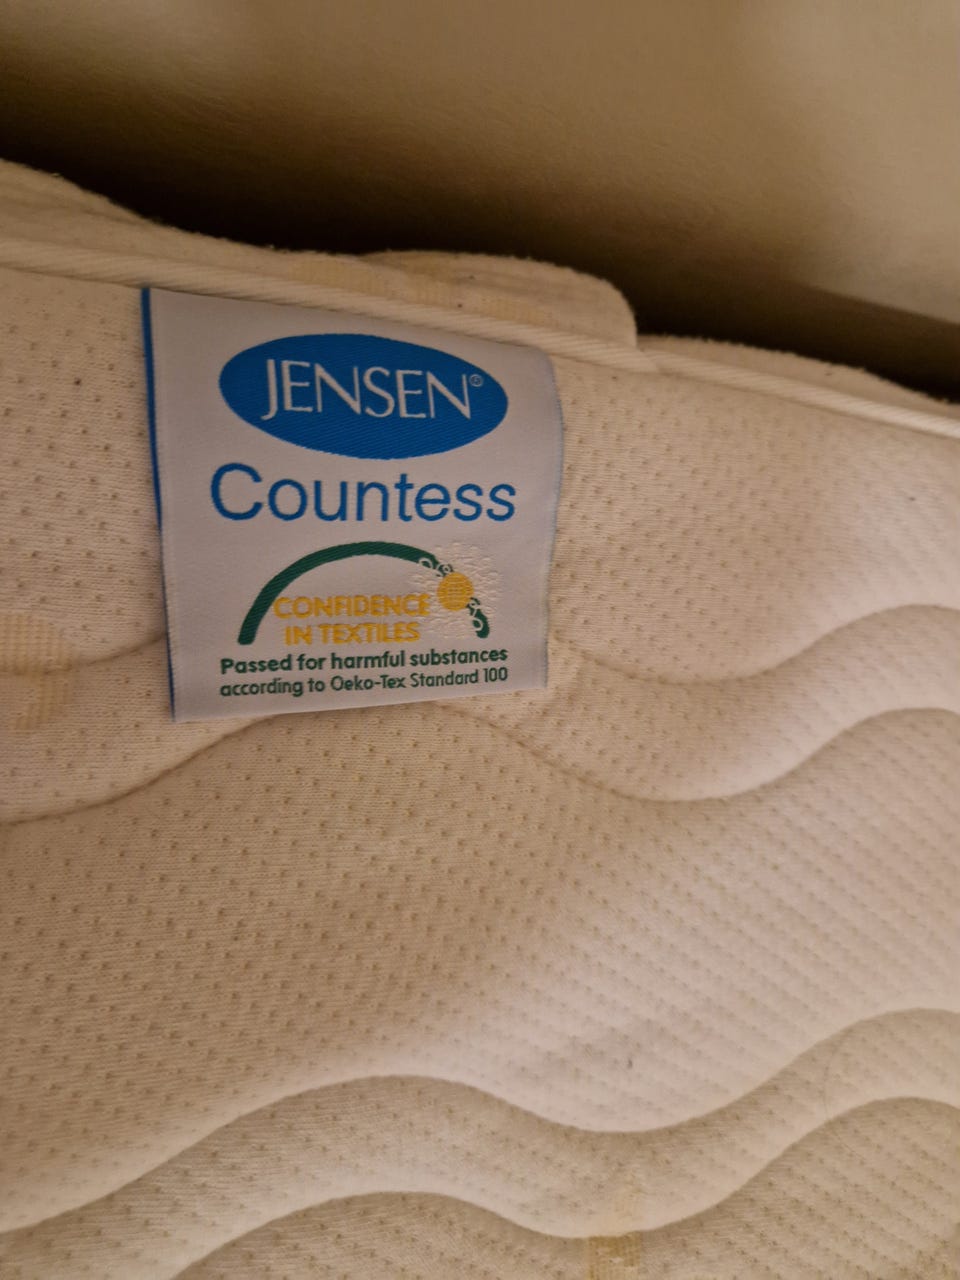 JENSEN®
Countess
CONFIDENCE
IN TEXTILES
Passed for harmful substances
according to Oeko-Tex Standard 100